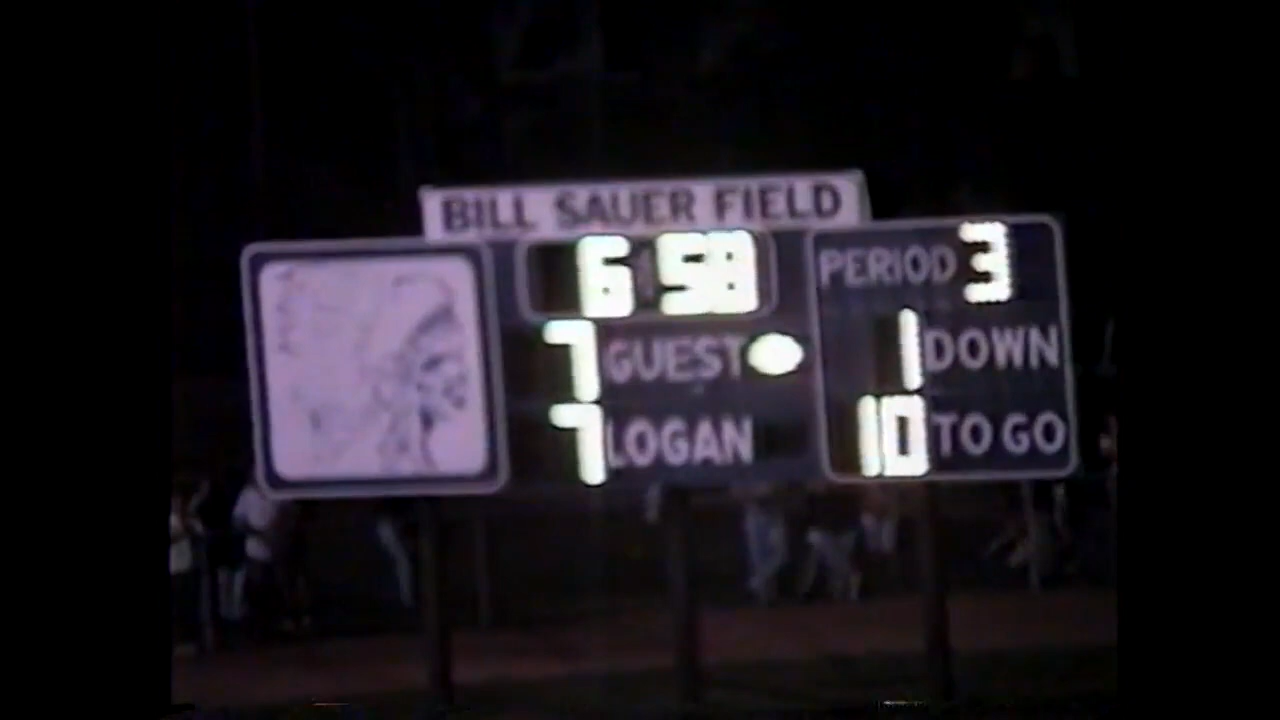 BILL SAUER FIELD
6 58
PERIOD 3
7 GUEST
1 DOWN
7 LOGAN
10 TO GO